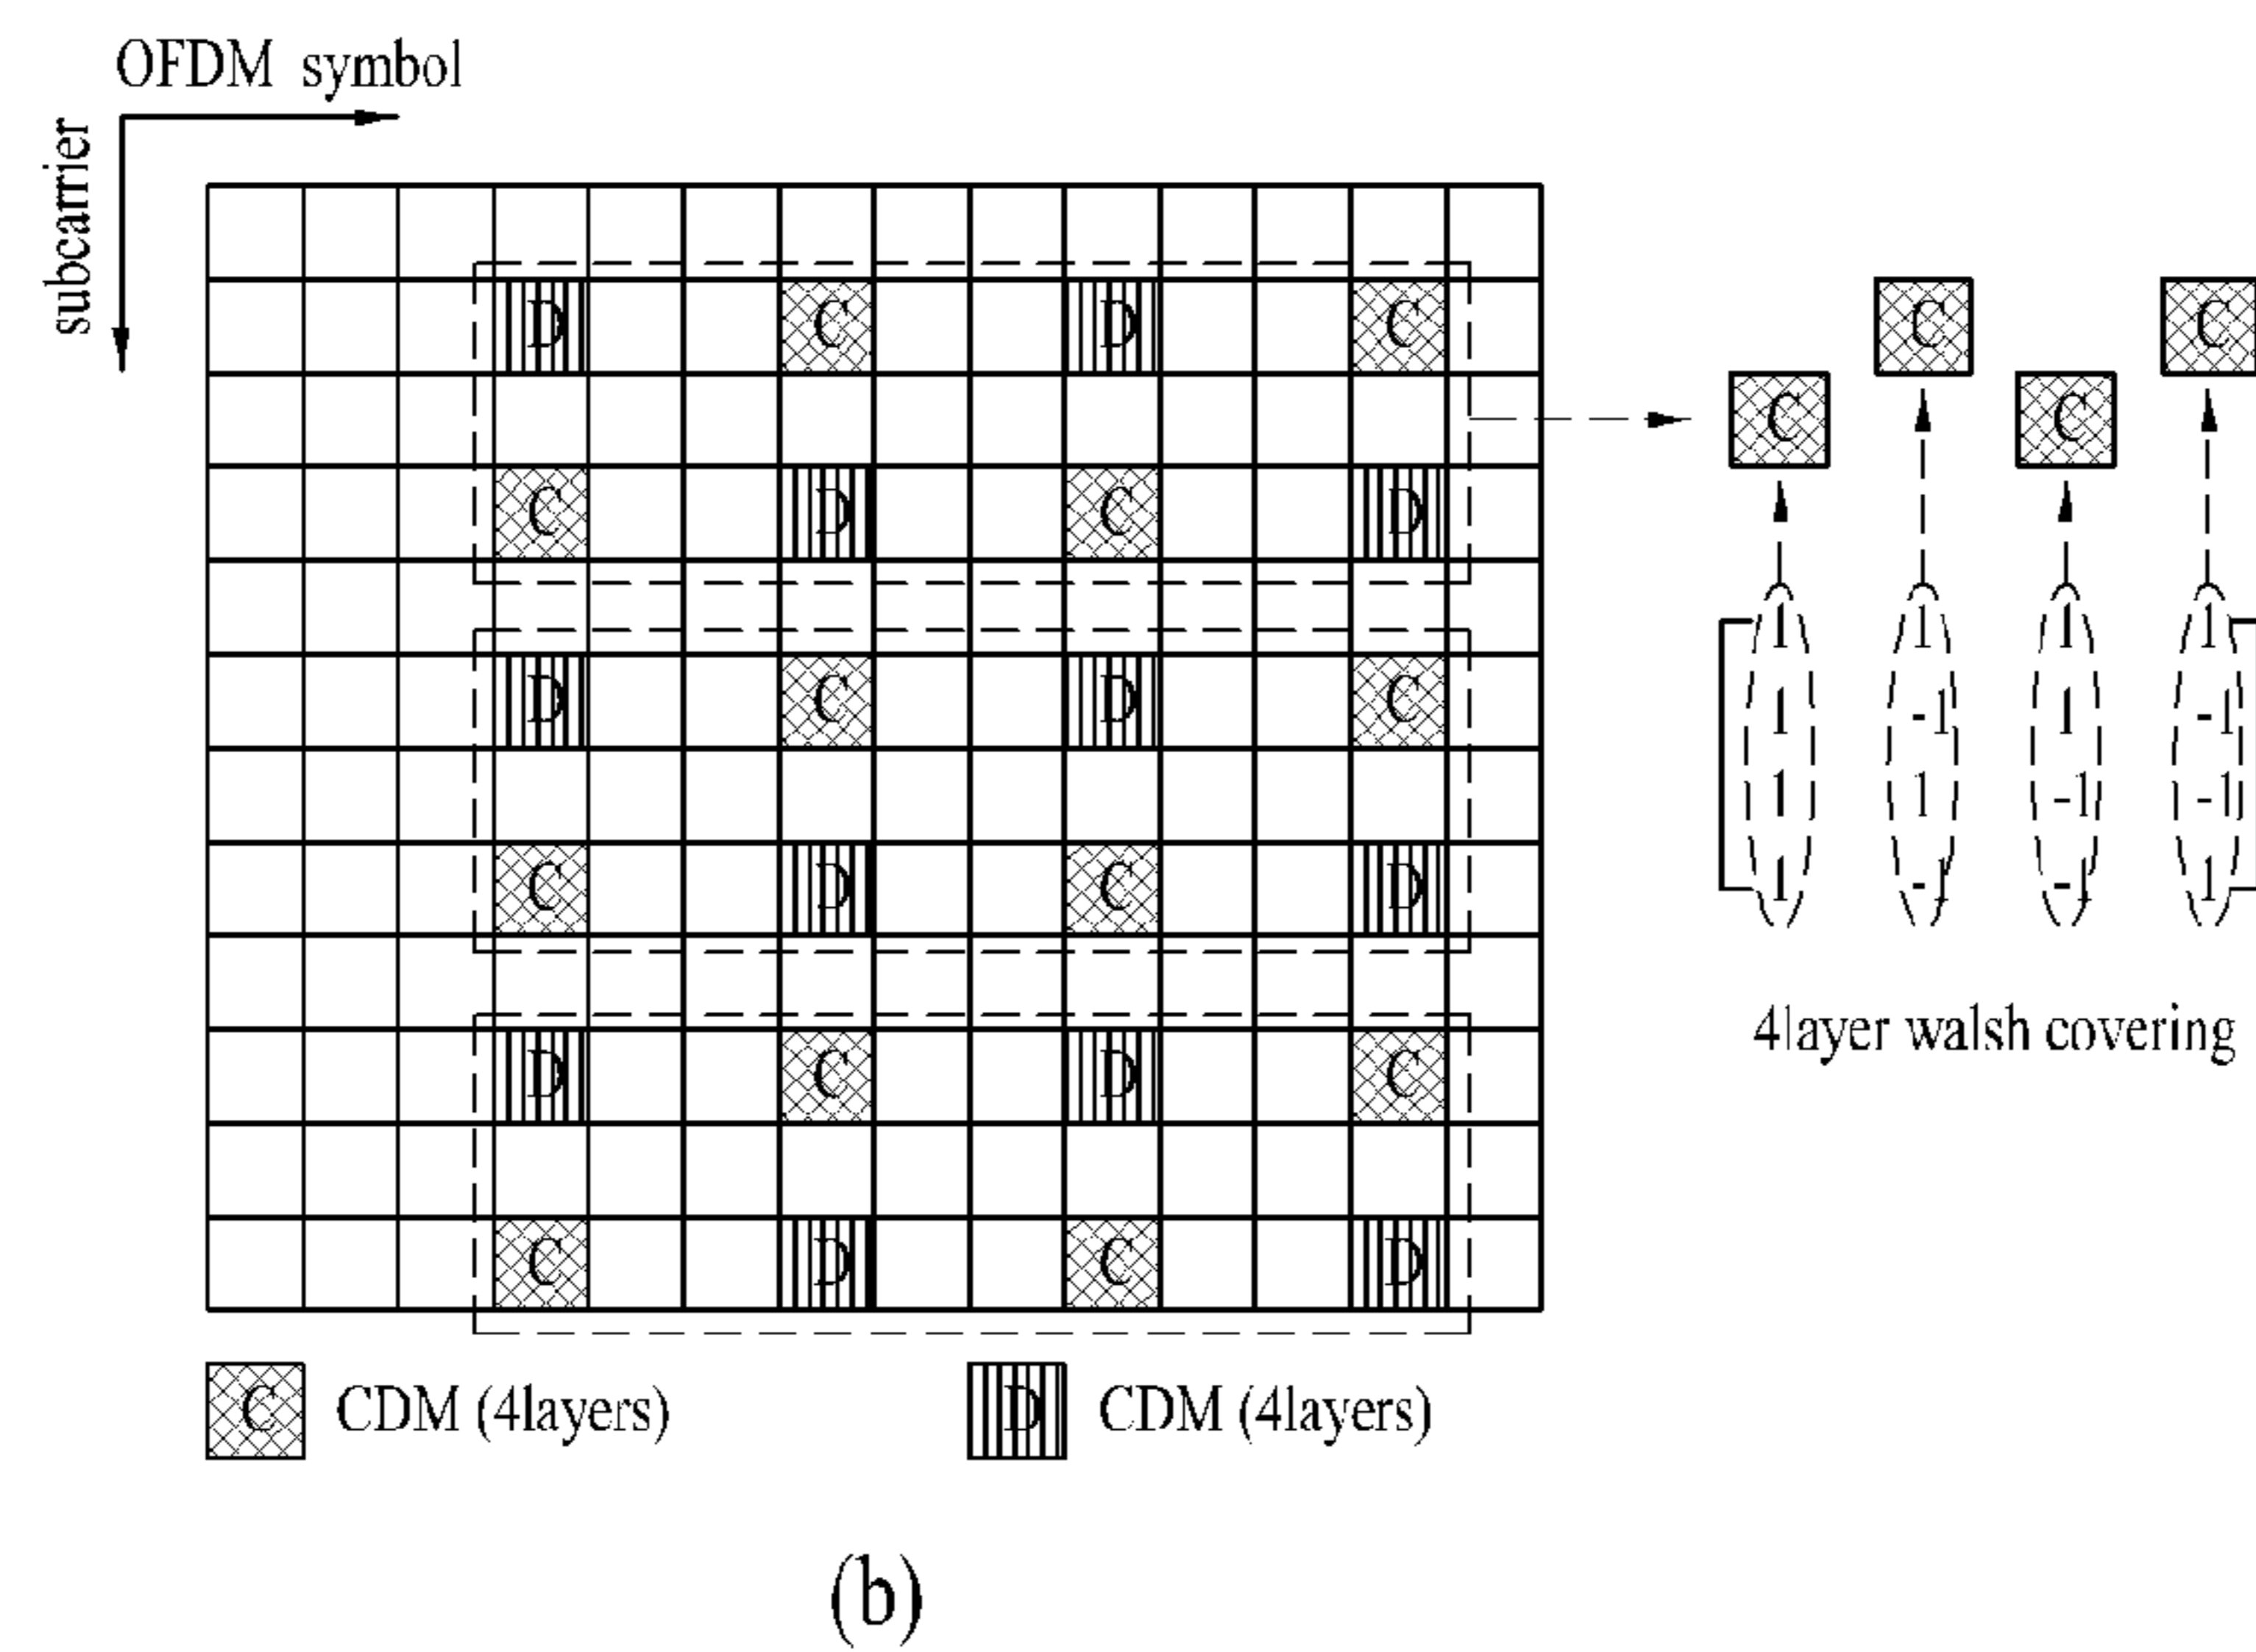 OFDM symbol
subcarrier
D C D C
C D C D
D C D C
C D C D
D C D C
C D C D
C C
C C
1 1 1 1
1 -1 1 -1
1 1 -1 -1
1 -1 -1 1
4layer walsh covering
C CDM (4layers) D CDM (4layers)
(b)